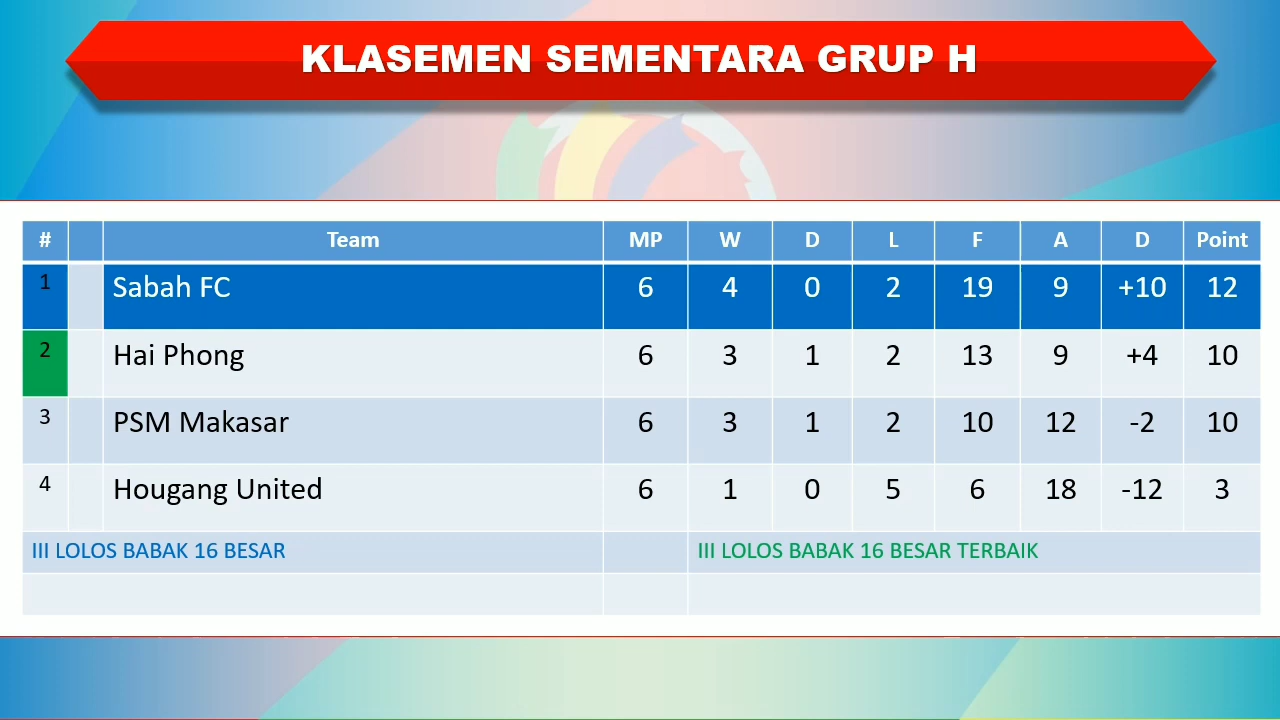 KLASEMEN SEMENTARA GRUP H
# Team MP W D L F A D Point
1 Sabah FC 6 4 0 2 19 9 +10 12
2 Hai Phong 6 3 1 2 13 9 +4 10
3 PSM Makasar 6 3 1 2 10 12 -2 10
4 Hougang United 6 1 0 5 6 18 -12 3
III LOLOS BABAK 16 BESAR III LOLOS BABAK 16 BESAR TERBAIK